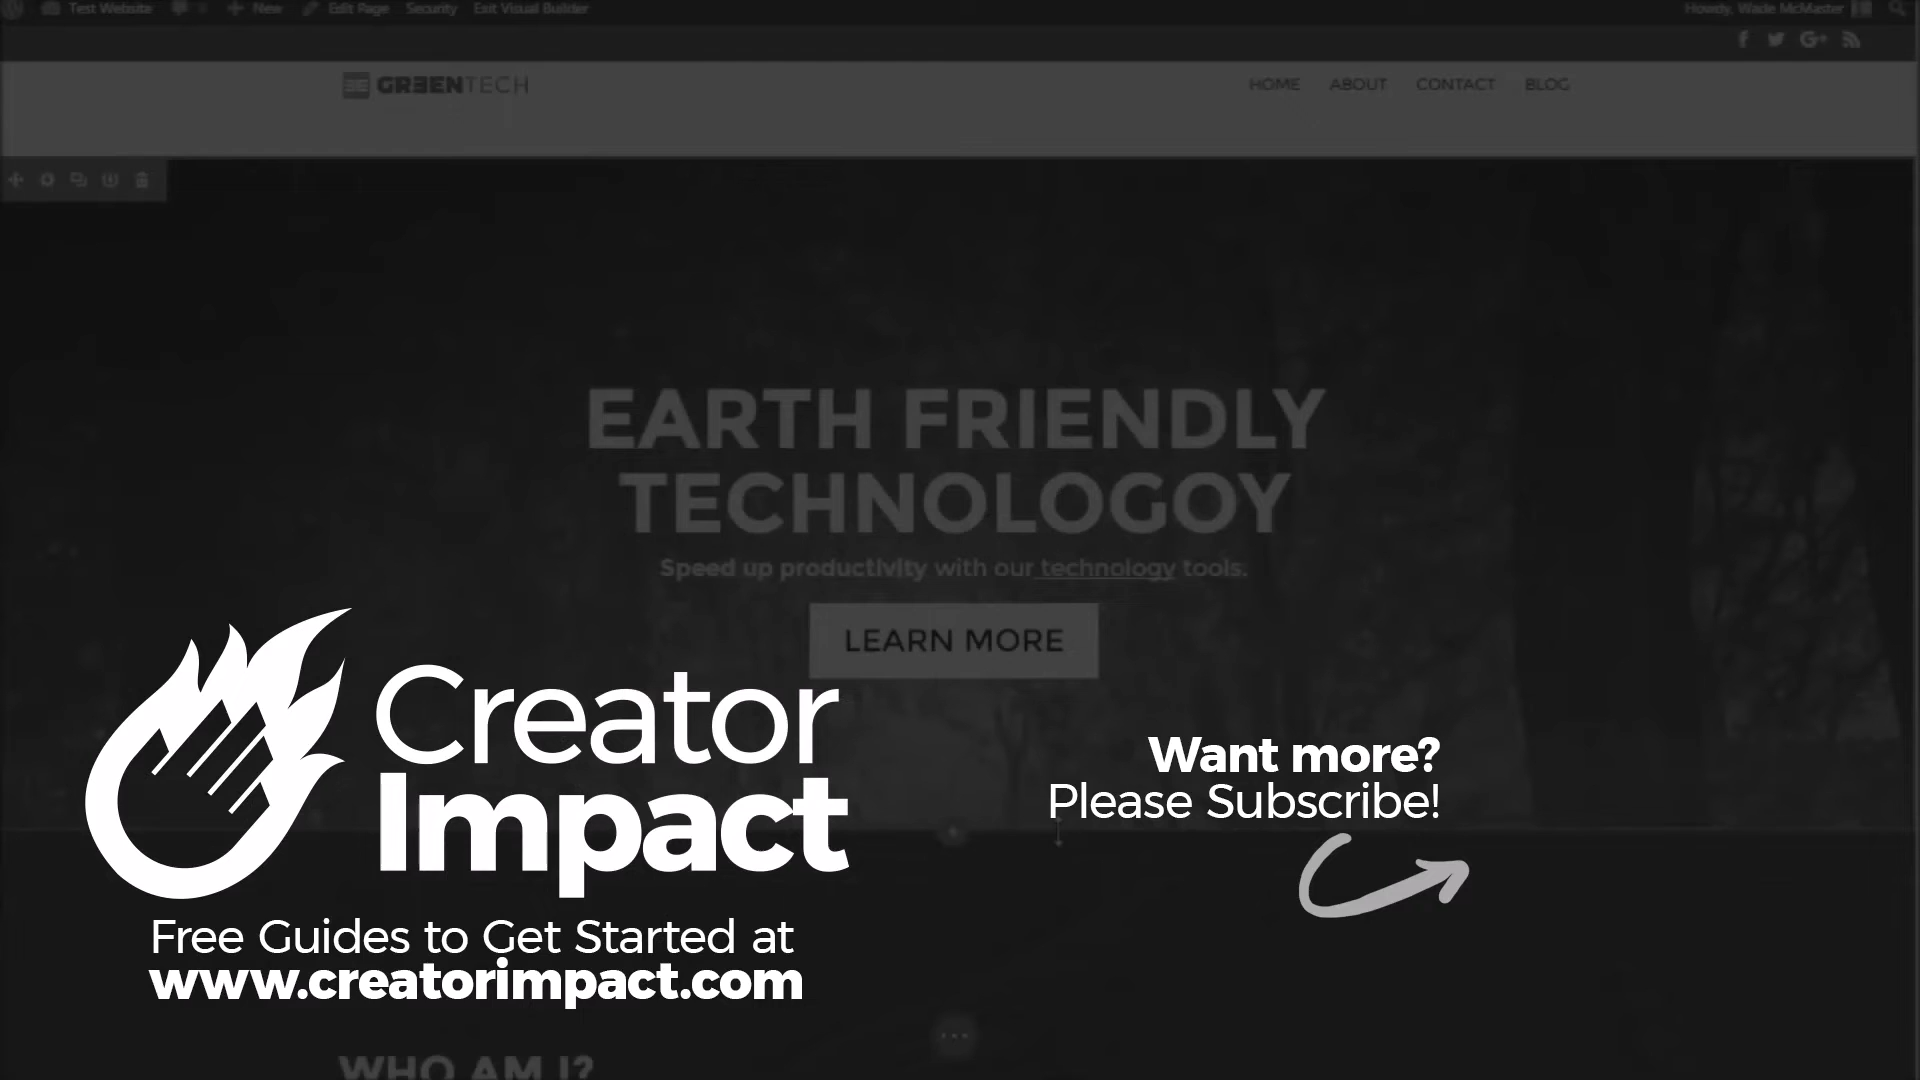 Test Website
New
Edit Page
Security
Exit Visual Builder
Howdy, Wade McMaster
GREENTECH
HOME
ABOUT
CONTACT
BLOG
EARTH FRIENDLY
TECHNOLOGOY
Speed up productivity with our technology tools.
LEARN MORE
Creator
Impact
Want more?
Please Subscribe!
Free Guides to Get Started at
www.creatorimpact.com
WHO AM I?